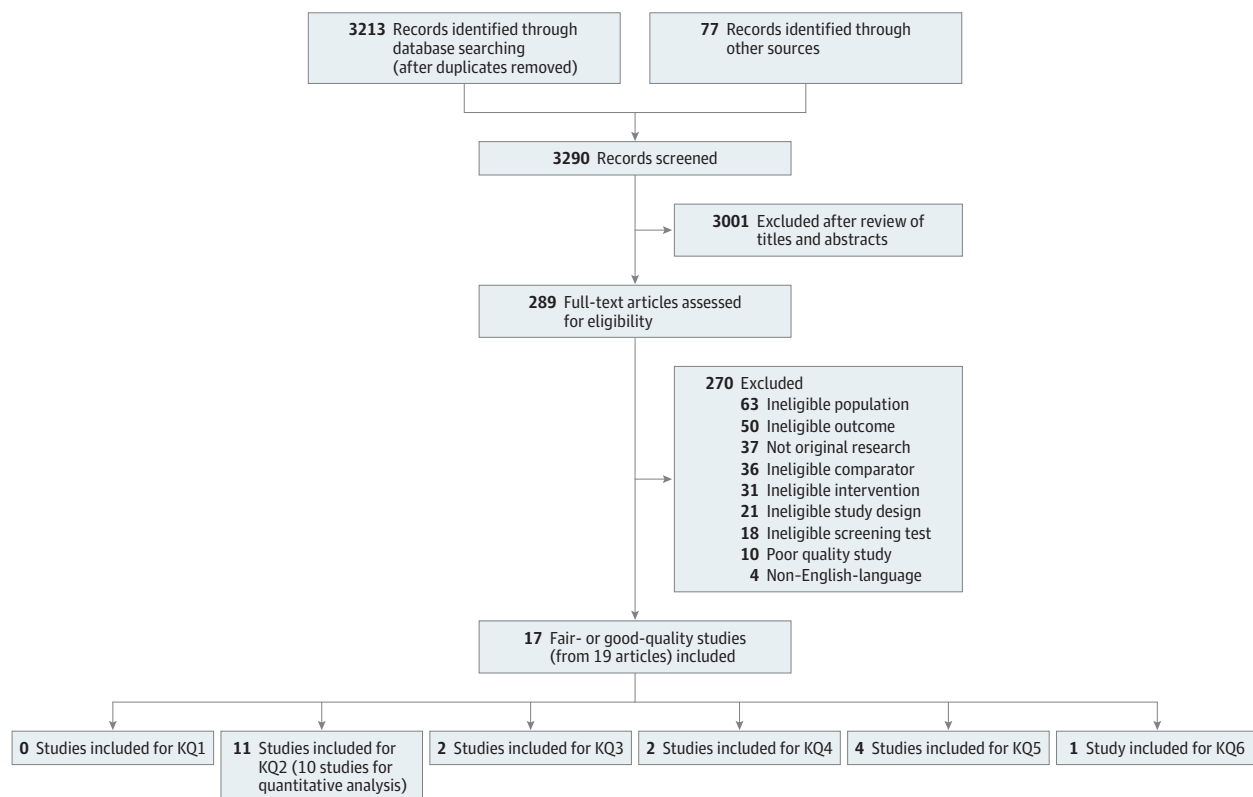 3213 Records identified through
database searching
(after duplicates removed)
77 Records identified through
other sources
3290 Records screened
3001 Excluded after review of
titles and abstracts
289 Full-text articles assessed
for eligibility
270 Excluded
63 Ineligible population
50 Ineligible outcome
37 Not original research
36 Ineligible comparator
31 Ineligible intervention
21 Ineligible study design
18 Ineligible screening test
10 Poor quality study
4 Non-English-language
17 Fair- or good-quality studies
(from 19 articles) included
0 Studies included for KQ1
11 Studies included for
KQ2 (10 studies for
quantitative analysis)
2 Studies included for KQ3
2 Studies included for KQ4
4 Studies included for KQ5
1 Study included for KQ6